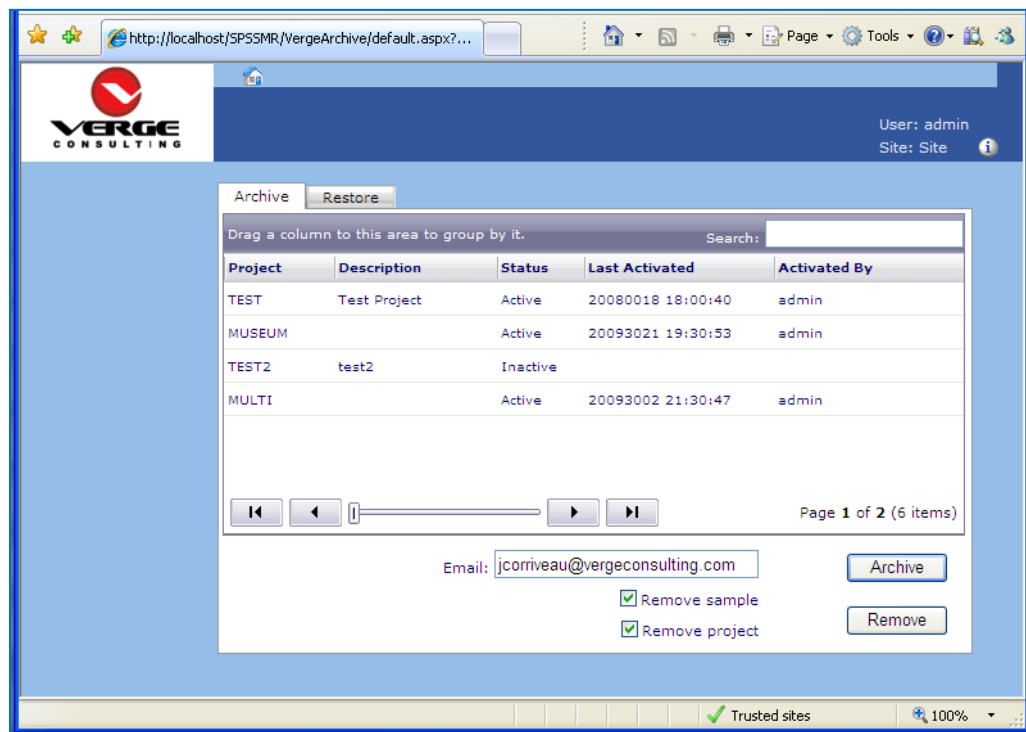 http://localhost/SPSSMR/VergeArchive/default.aspx?...
Page
Tools
VERGE
CONSULTING
User: admin
Site: Site
Archive Restore
Drag a column to this area to group by it. Search:
Project Description Status Last Activated Activated By
TEST Test Project Active 20080018 18:00:40 admin
MUSEUM Active 20093021 19:30:53 admin
TEST2 test2 Inactive
MULTI Active 20093002 21:30:47 admin
Page 1 of 2 (6 items)
Email: jcorriveau@vergeconsulting.com Archive
Remove sample
Remove project Remove
Trusted sites 100%